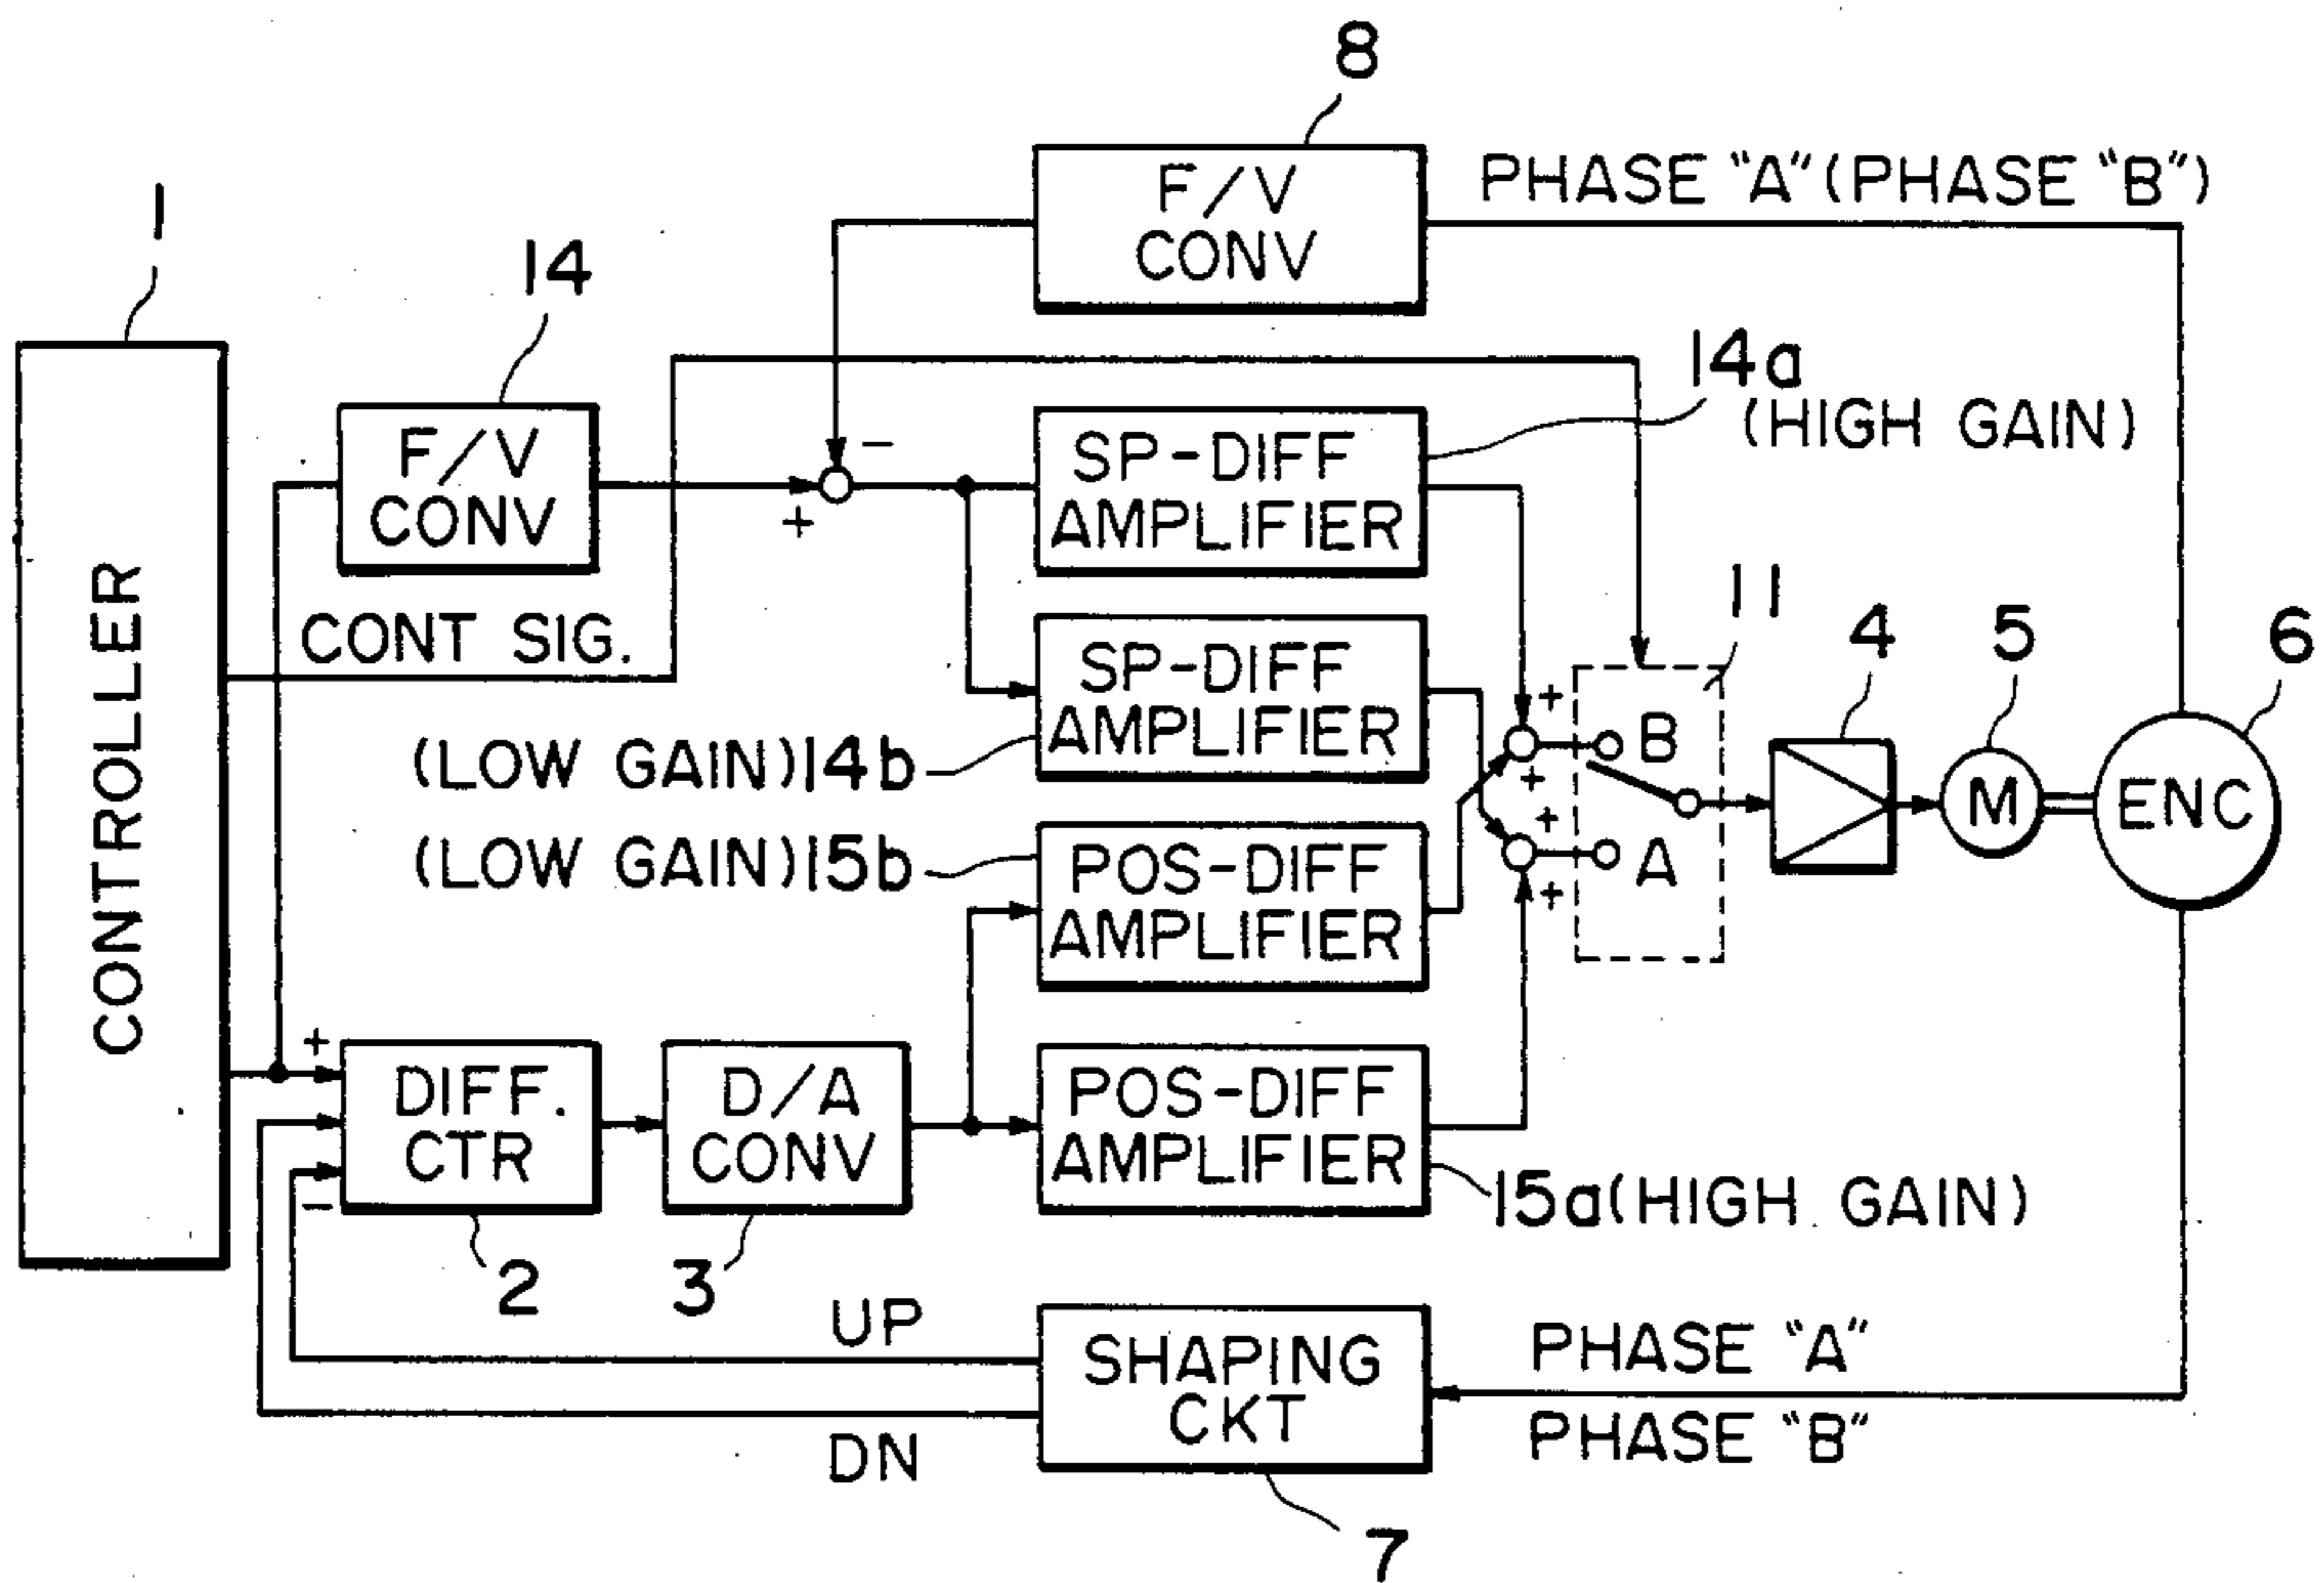 8
F/V
CONV
PHASE "A" (PHASE "B")
1
14
14a
(HIGH GAIN)
F/V
CONV
-
+
SP-DIFF
AMPLIFIER
CONTROLLER
CONT SIG.
SP-DIFF
AMPLIFIER
(LOW GAIN)14b
11
4
5
6
+
B
+
M
ENC
+
A
+
(LOW GAIN)15b
POS-DIFF
AMPLIFIER
+
DIFF.
CTR
-
D/A
CONV
POS-DIFF
AMPLIFIER
15a(HIGH GAIN)
2
3
UP
DN
SHAPING
CKT
PHASE "A"
PHASE "B"
7